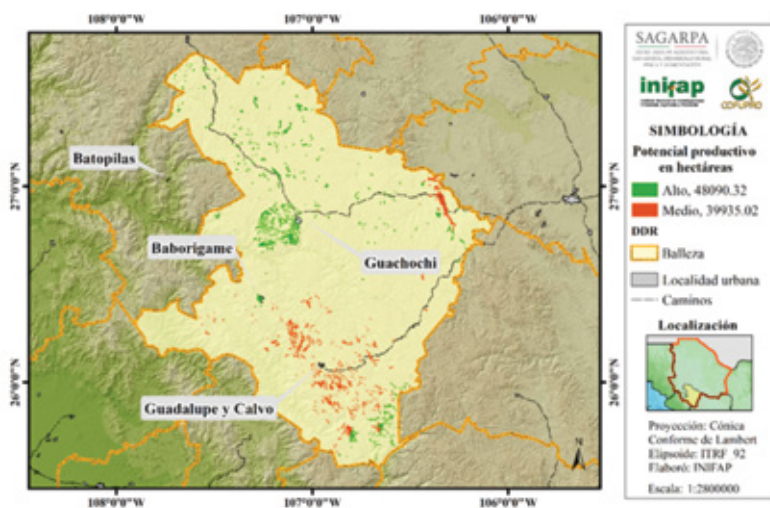 108°0'0"W
107°0'0"W
106°0'0"W
27°0'0"N
26°0'0"N
27°0'0"N
26°0'0"N
Batopilas
Baborigame
Guachochi
Guadalupe y Calvo
N
108°0'0"W
107°0'0"W
106°0'0"W
SAGARPA
inifap
COFUPRO
SIMBOLOGÍA
Potencial productivo
en hectáreas
Alto, 48090.32
Medio, 39935.02
DDR
Balleza
Localidad urbana
Caminos
Localización
Proyección: Cónica
Conforme de Lambert
Elipsoide: ITRF_92
Elaboró: INIFAP
Escala: 1:2800000